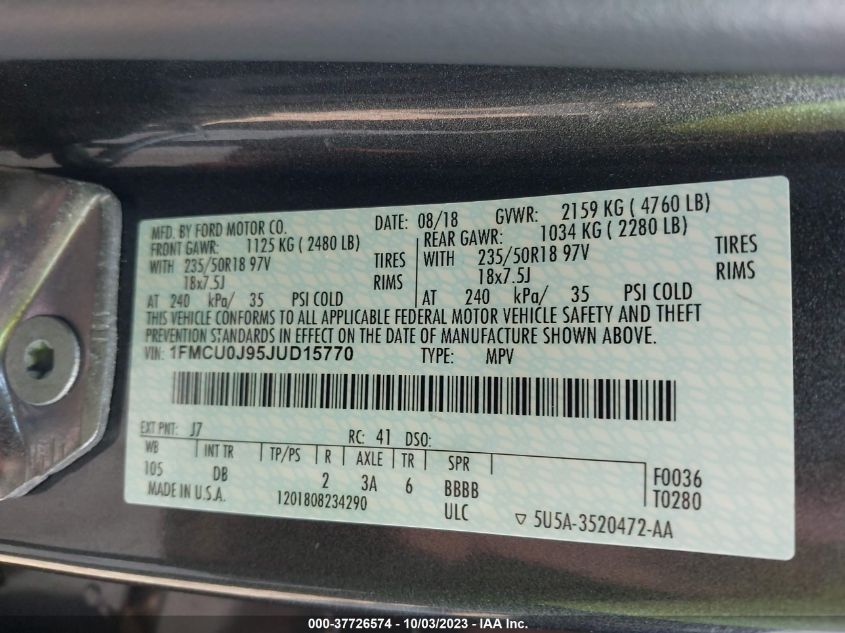 MFD. BY FORD MOTOR CO. DATE: 08/18 GVWR: 2159 KG ( 4760 LB)
FRONT GAWR: 1125 KG ( 2480 LB) REAR GAWR: 1034 KG ( 2280 LB)
WITH 235/50R18 97V TIRES WITH 235/50R18 97V TIRES
18x7.5J RIMS 18x7.5J RIMS
AT 240 kPa/ 35 PSI COLD AT 240 kPa/ 35 PSI COLD
THIS VEHICLE CONFORMS TO ALL APPLICABLE FEDERAL MOTOR VEHICLE SAFETY AND THEFT
PREVENTION STANDARDS IN EFFECT ON THE DATE OF MANUFACTURE SHOWN ABOVE.
VIN: 1FMCU0J95JUD15770 TYPE: MPV
EXT PNT: J7 RC: 41 DSO:
WB INT TR TP/PS R AXLE TR SPR F0036
105 DB 2 3A 6 BBBB T0280
MADE IN U.S.A. 1201808234290 ULC ▽ 5U5A-3520472-AA
000-37726574 - 10/03/2023 - IAA Inc.